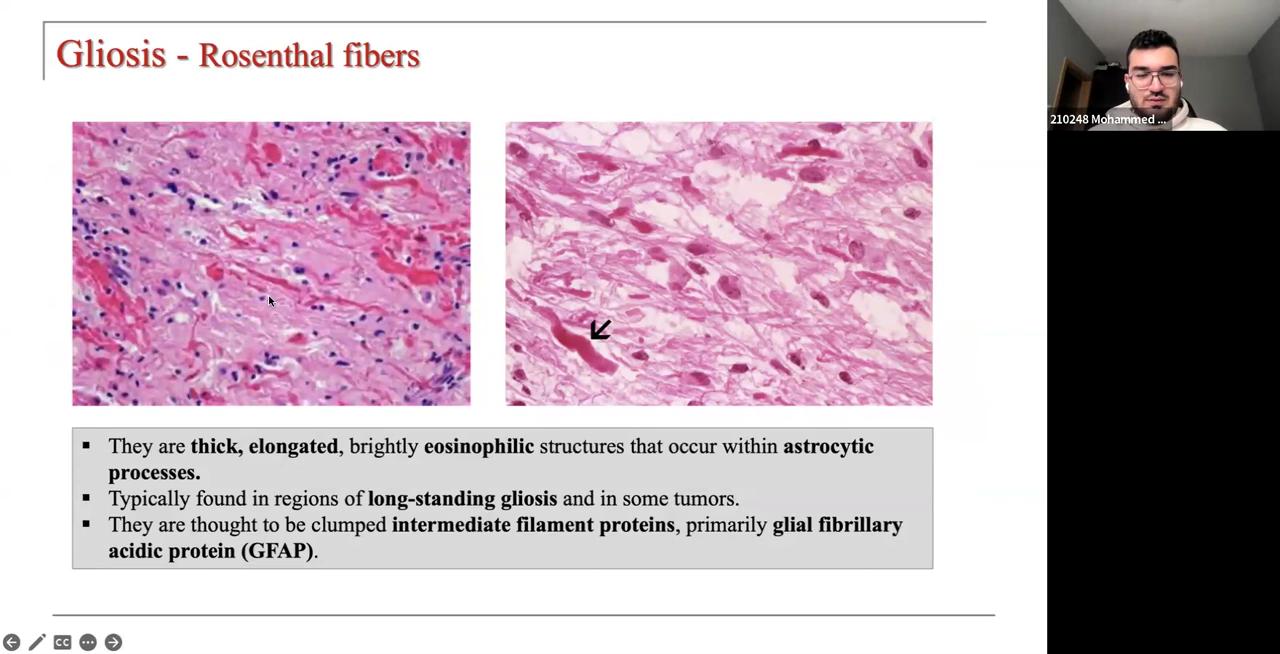 Gliosis - Rosenthal fibers
210248 Mohammed ...
▪ They are thick, elongated, brightly eosinophilic structures that occur within astrocytic
processes.
▪ Typically found in regions of long-standing gliosis and in some tumors.
▪ They are thought to be clumped intermediate filament proteins, primarily glial fibrillary
acidic protein (GFAP).
CC